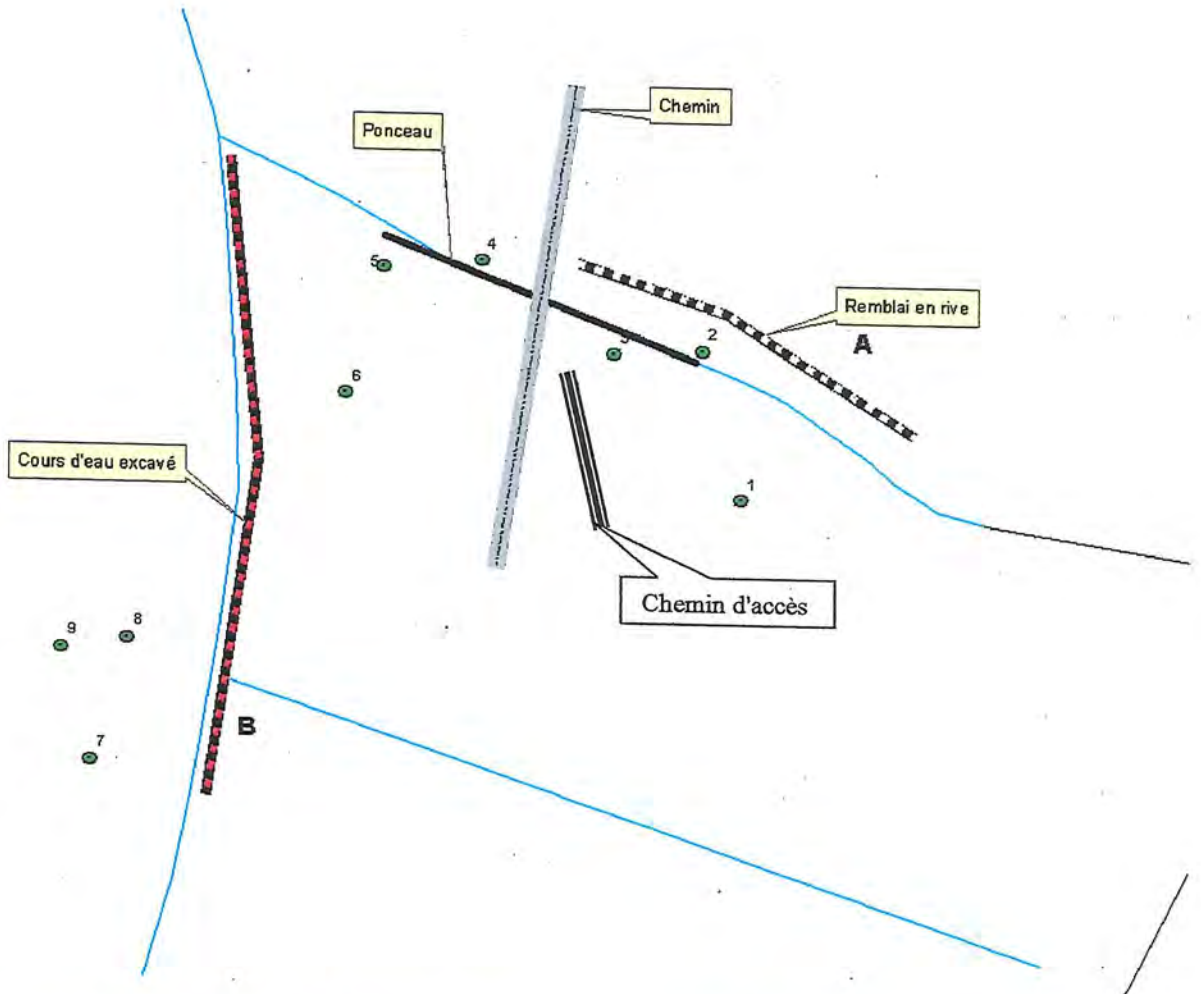 Chemin
Ponceau
4
5
Remblai en rive
A
2
3
6
Cours d'eau excavé
1
Chemin d'accès
8
9
B
7